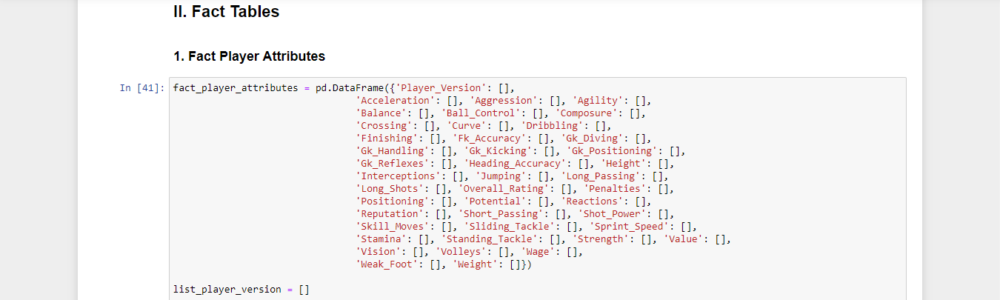 II. Fact Tables
1. Fact Player Attributes
In [41]: fact_player_attributes = pd.DataFrame({'Player_Version': [],
'Acceleration': [], 'Aggression': [], 'Agility': [],
'Balance': [], 'Ball_Control': [], 'Composure': [],
'Crossing': [], 'Curve': [], 'Dribbling': [],
'Finishing': [], 'Fk_Accuracy': [], 'Gk_Diving': [],
'Gk_Handling': [], 'Gk_Kicking': [], 'Gk_Positioning': [],
'Gk_Reflexes': [], 'Heading_Accuracy': [], 'Height': [],
'Interceptions': [], 'Jumping': [], 'Long_Passing': [],
'Long_Shots': [], 'Overall_Rating': [], 'Penalties': [],
'Positioning': [], 'Potential': [], 'Reactions': [],
'Reputation': [], 'Short_Passing': [], 'Shot_Power': [],
'Skill_Moves': [], 'Sliding_Tackle': [], 'Sprint_Speed': [],
'Stamina': [], 'Standing_Tackle': [], 'Strength': [], 'Value': [],
'Vision': [], 'Volleys': [], 'Wage': [],
'Weak_Foot': [], 'Weight': []})
list_player_version = []